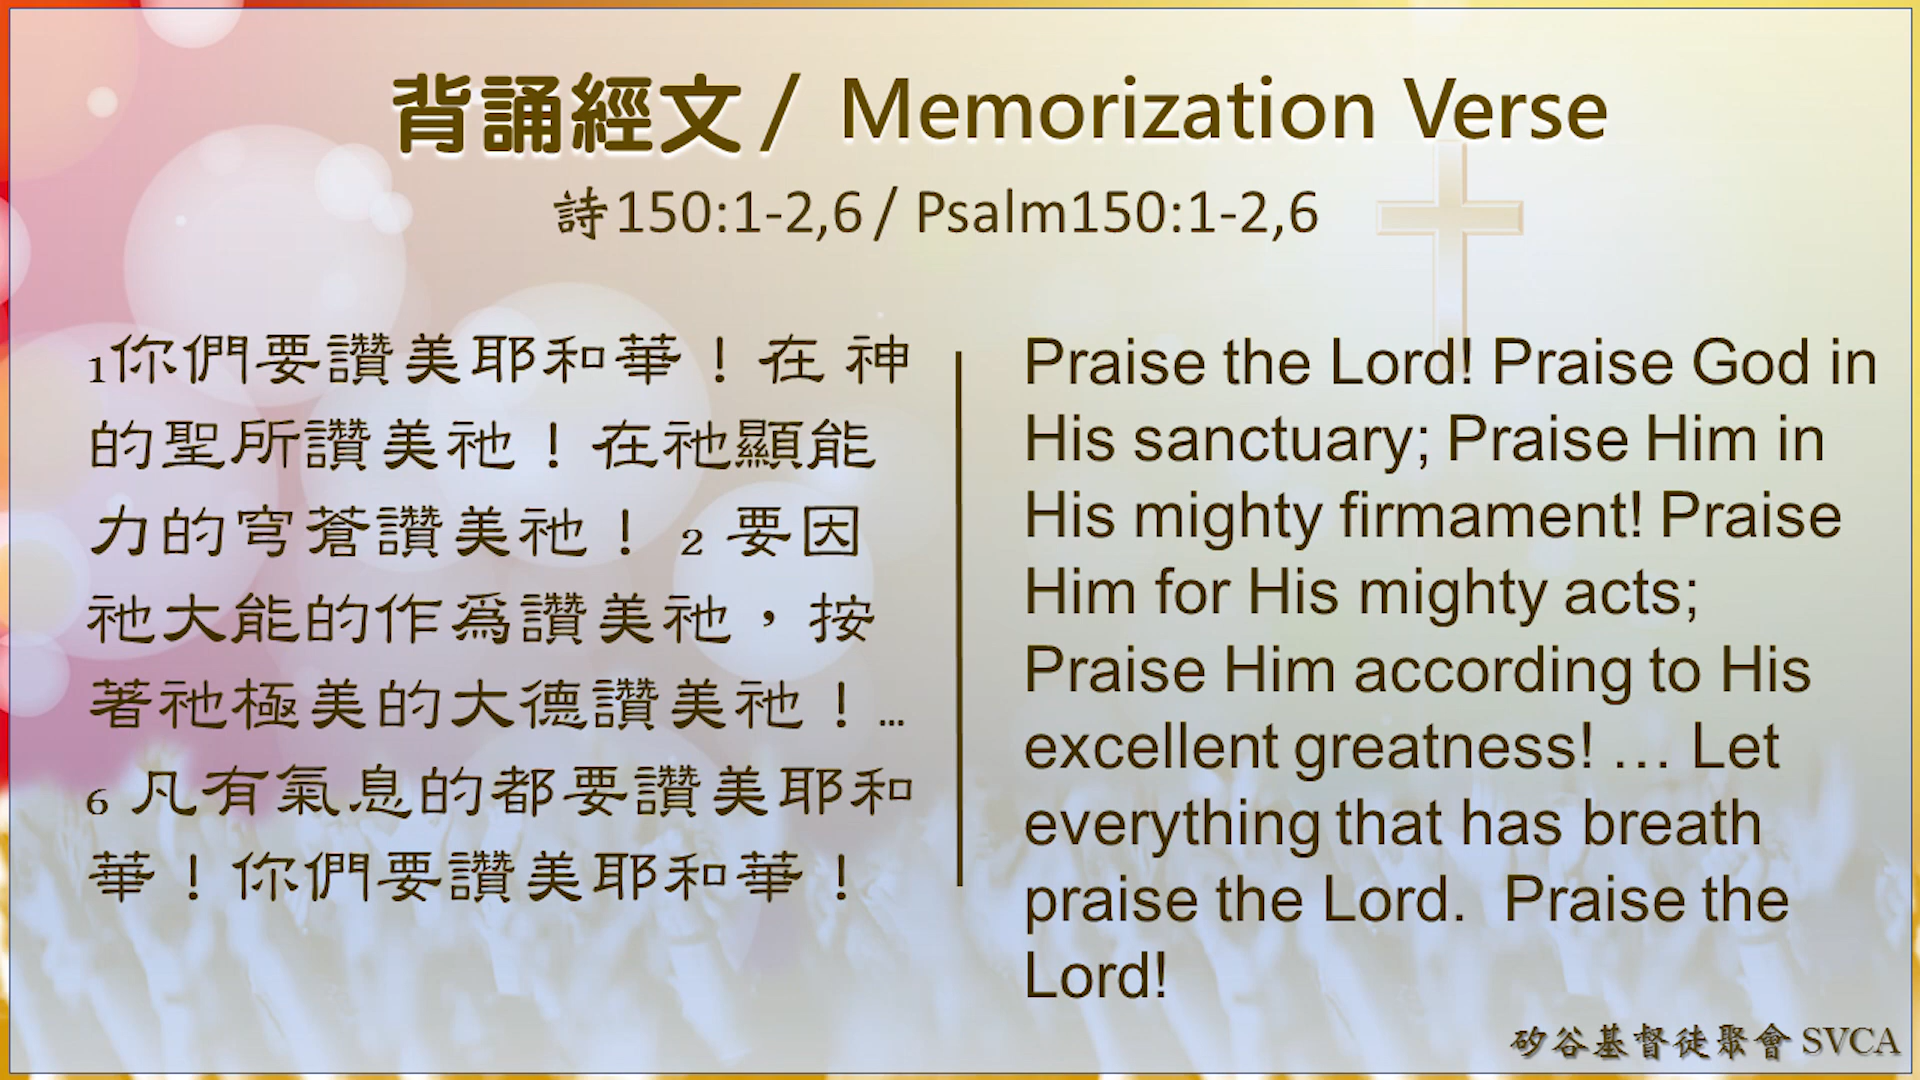 背誦經文 / Memorization Verse
詩150:1-2,6 / Psalm150:1-2,6
1你們要讚美耶和華！在 神
的聖所讚美祂！在祂顯能
力的穹蒼讚美祂！ 2 要因
祂大能的作為讚美祂，按
著祂極美的大德讚美祂！...
6 凡有氣息的都要讚美耶和
華！你們要讚美耶和華！
Praise the Lord! Praise God in
His sanctuary; Praise Him in
His mighty firmament! Praise
Him for His mighty acts;
Praise Him according to His
excellent greatness! … Let
everything that has breath
praise the Lord.  Praise the
Lord!
矽谷基督徒聚會 SVCA